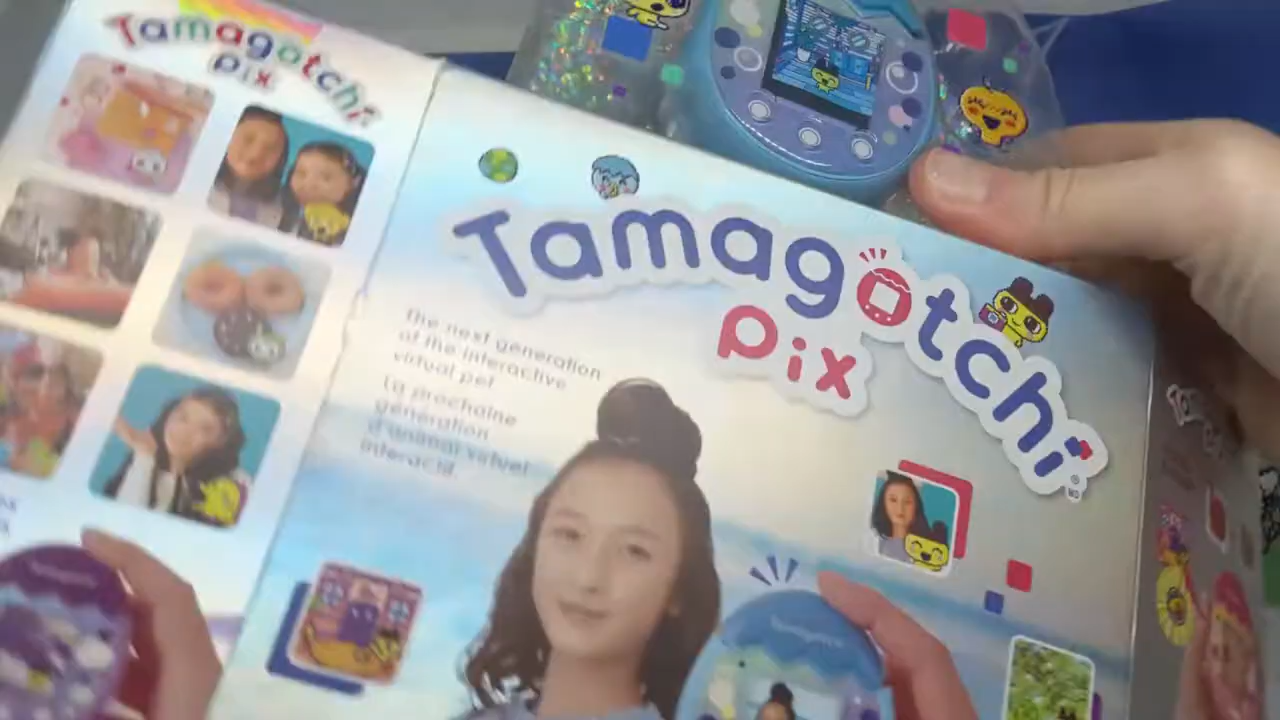 Tamagotchi
Pix
Tamagotchi
Pix
The next generation
of the interactive
virtual pet
La prochaine
génération
d'animal virtuel
interactif.